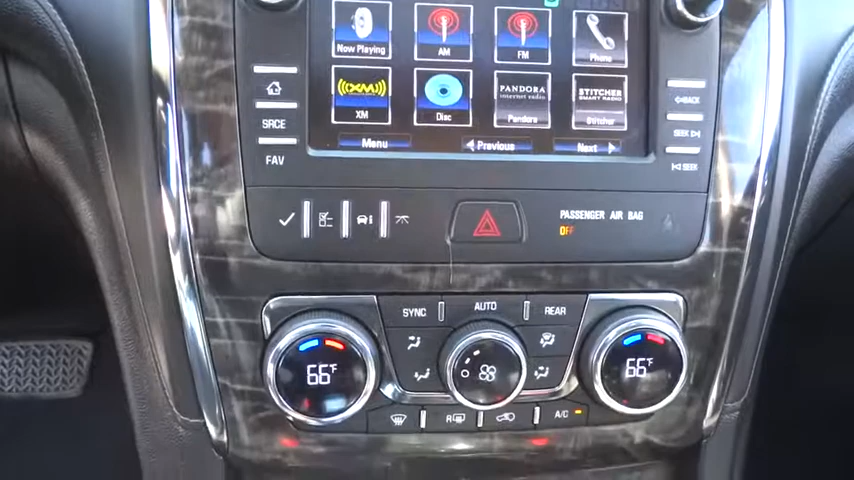 Now Playing
AM
FM
Phone
XM
XM
Disc
PANDORA
internet radio
Pandora
STITCHER
SMART RADIO
Stitcher
Menu
Previous
Next
SRCE
FAV
BACK
SEEK
SEEK
PASSENGER AIR BAG
OFF
SYNC
AUTO
REAR
66°F
66°F
R
A/C